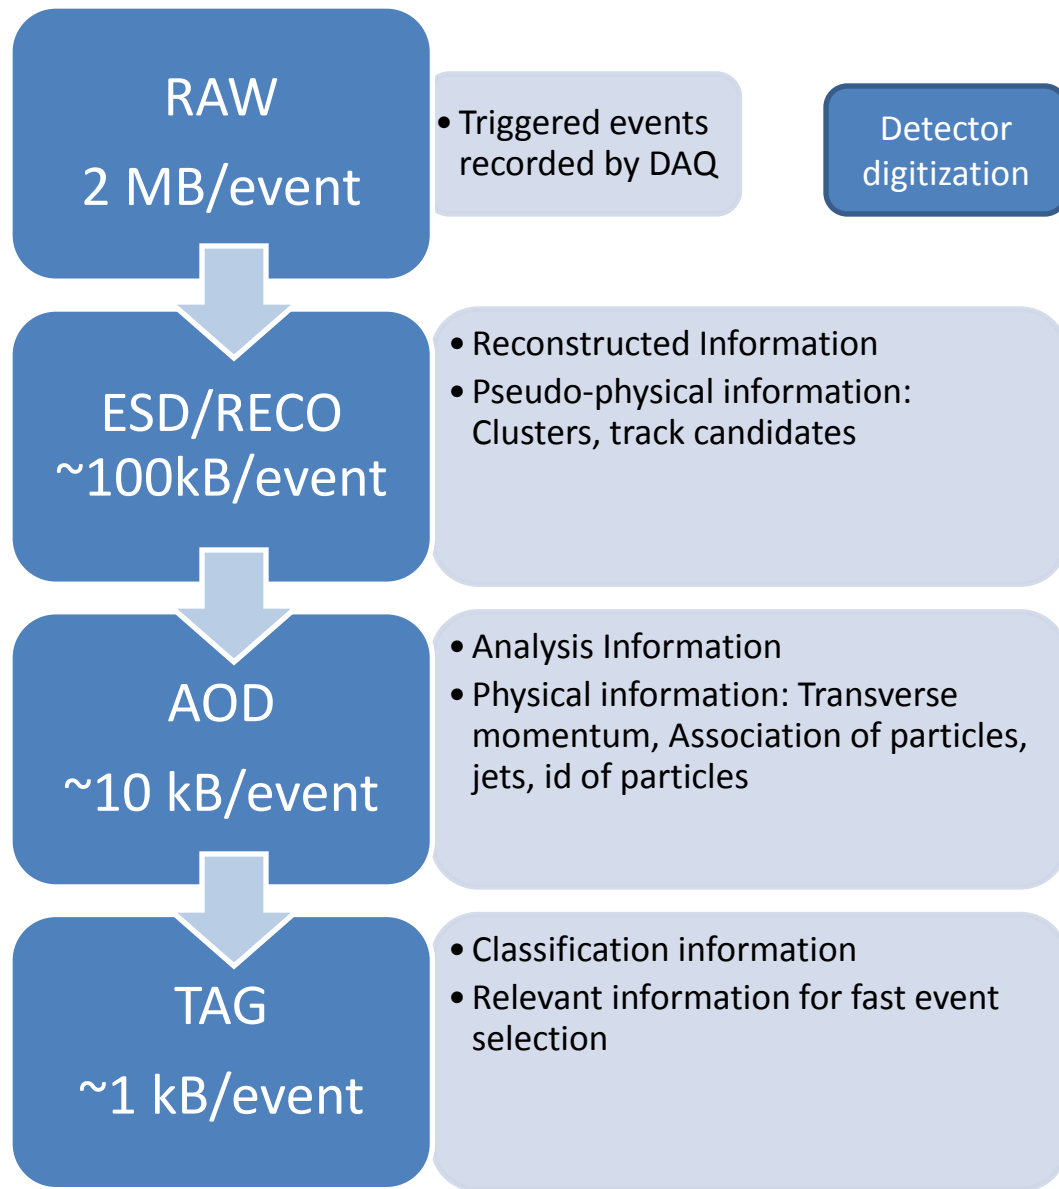 RAW
2 MB/event
• Triggered events
recorded by DAQ
Detector
digitization
ESD/RECO
~100kB/event
• Reconstructed Information
• Pseudo-physical information:
Clusters, track candidates
AOD
~10 kB/event
• Analysis Information
• Physical information: Transverse
momentum, Association of particles,
jets, id of particles
TAG
~1 kB/event
• Classification information
• Relevant information for fast event
selection